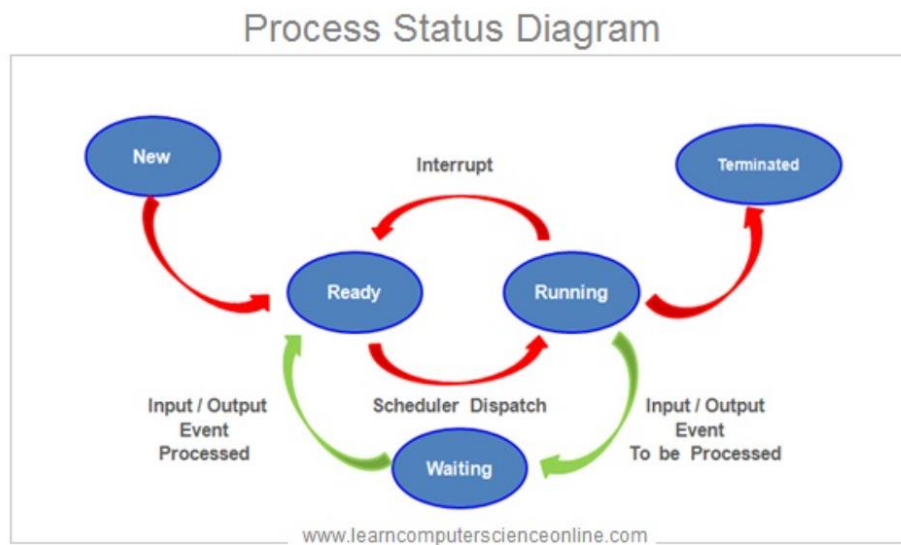 Process Status Diagram
New
Interrupt
Terminated
Ready
Running
Input / Output
Event
Processed
Scheduler Dispatch
Input / Output
Event
To be Processed
Waiting
www.learncomputerscienceonline.com